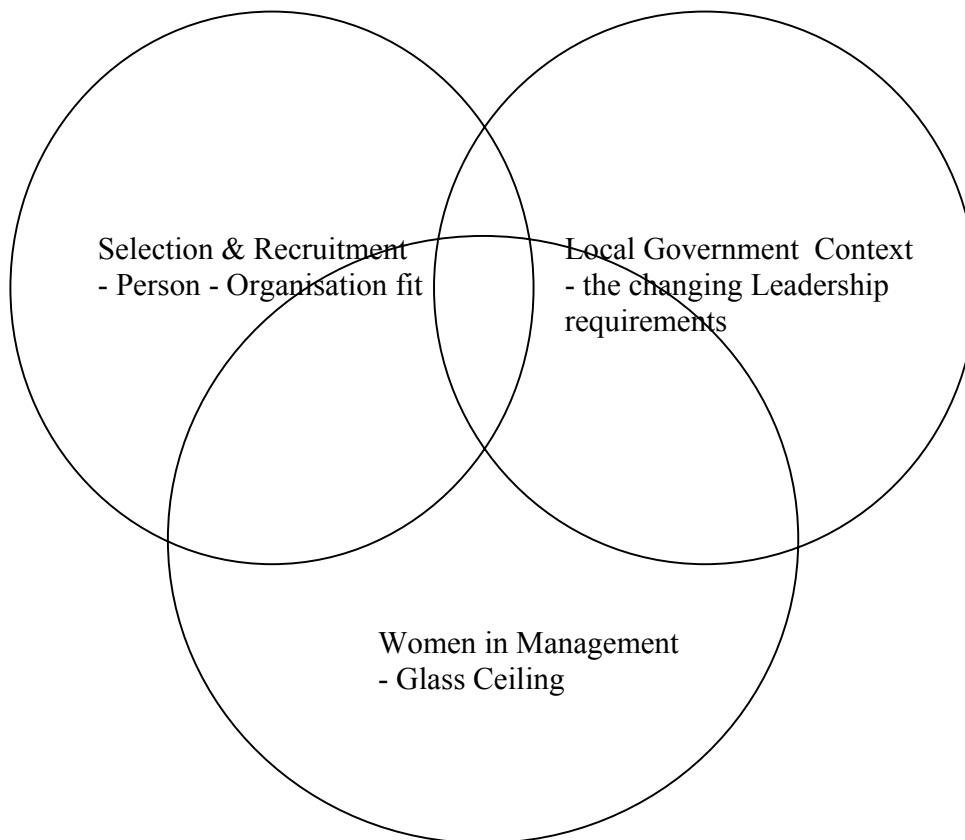 Selection & Recruitment
- Person - Organisation fit
Local Government  Context
- the changing Leadership
requirements
Women in Management
- Glass Ceiling